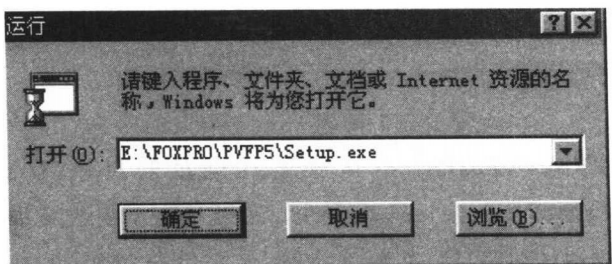 运行
请键入程序、文件夹、文档或 Internet 资源的名
称，Windows 将为您打开它。
打开(O):
E:\FOXPRO\PVFP5\Setup.exe
确定
取消
浏览(B)...